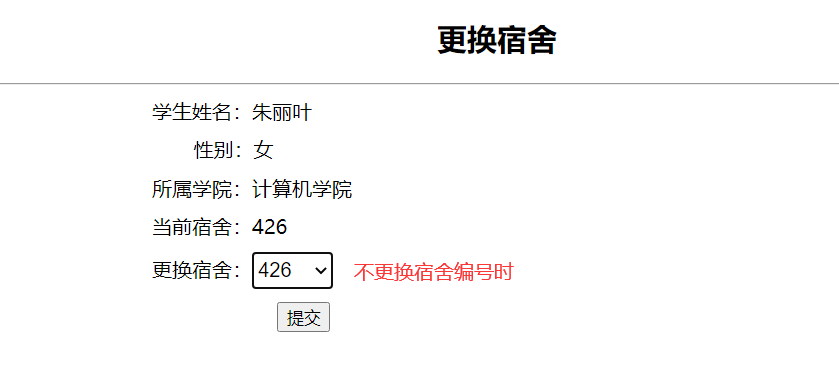 更换宿舍
学生姓名：朱丽叶
性别：女
所属学院：计算机学院
当前宿舍：426
更换宿舍：426 不更换宿舍编号时
提交